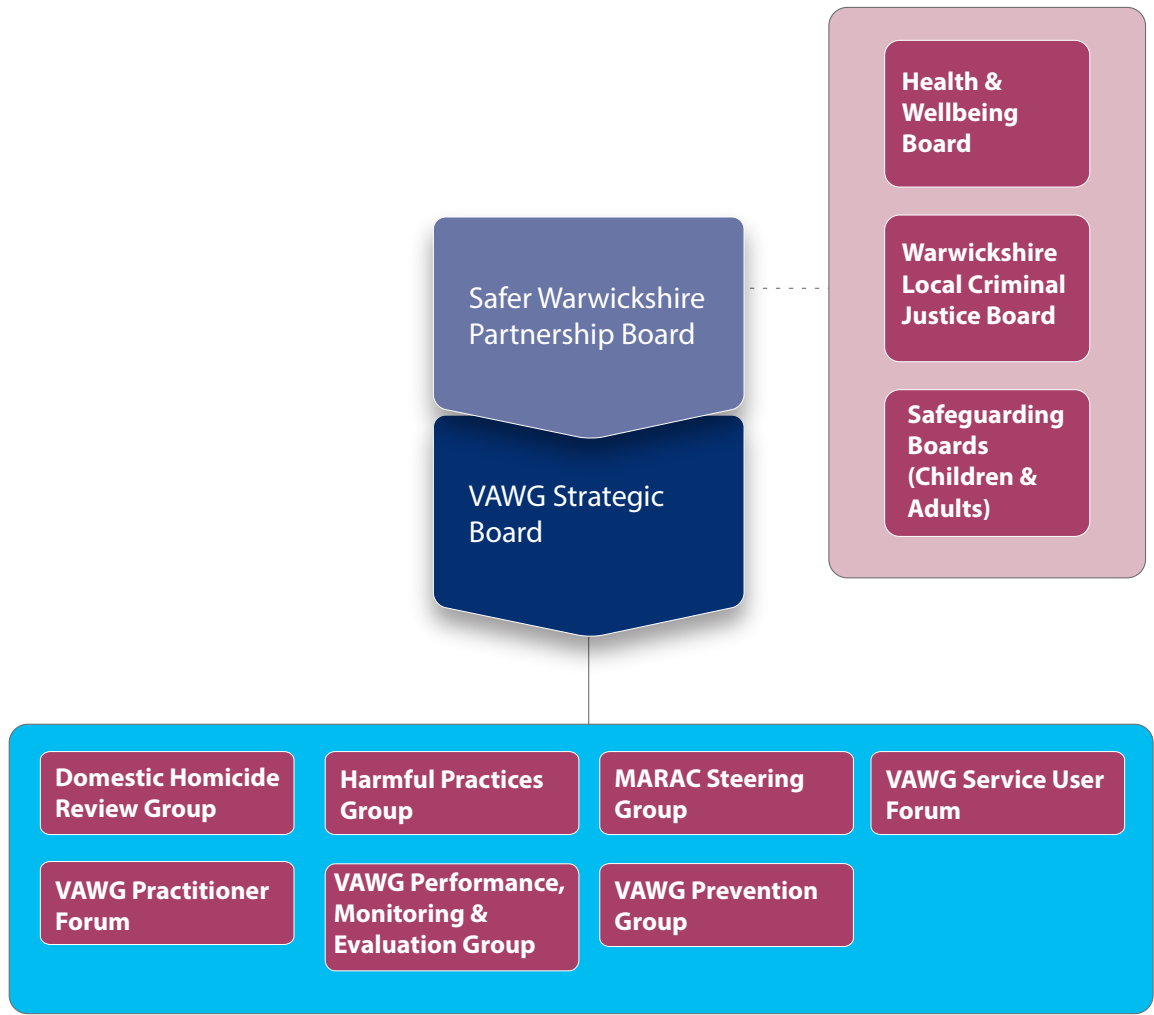 Health &
Wellbeing
Board
Warwickshire
Local Criminal
Justice Board
Safeguarding
Boards
(Children &
Adults)
Safer Warwickshire
Partnership Board
VAWG Strategic
Board
Domestic Homicide
Review Group
Harmful Practices
Group
MARAC Steering
Group
VAWG Service User
Forum
VAWG Practitioner
Forum
VAWG Performance,
Monitoring &
Evaluation Group
VAWG Prevention
Group